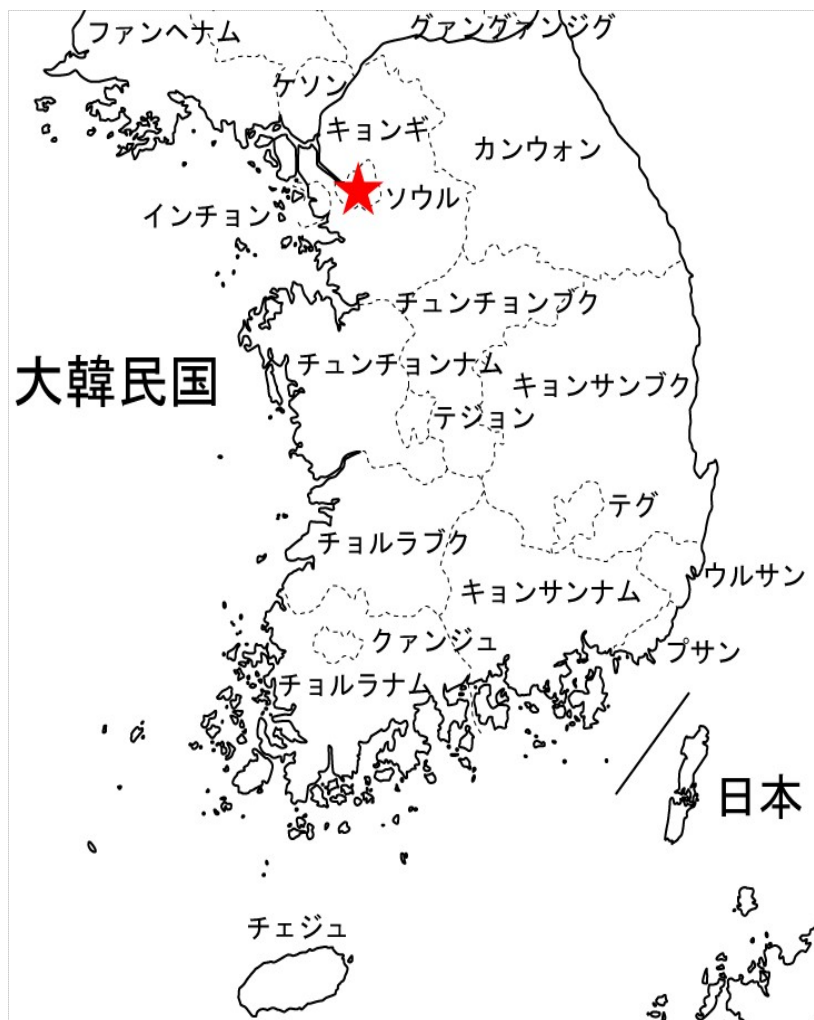 ファンヘナム
グァングァンジグ
ケソン
キョンギ
カンウォン
ソウル
インチョン
チュンチョンブク
チュンチョンナム
大韓民国
キョンサンブク
テジョン
テグ
チョルラブク
ウルサン
キョンサンナム
クァンジュ
プサン
チョルラナム
日本
チェジュ